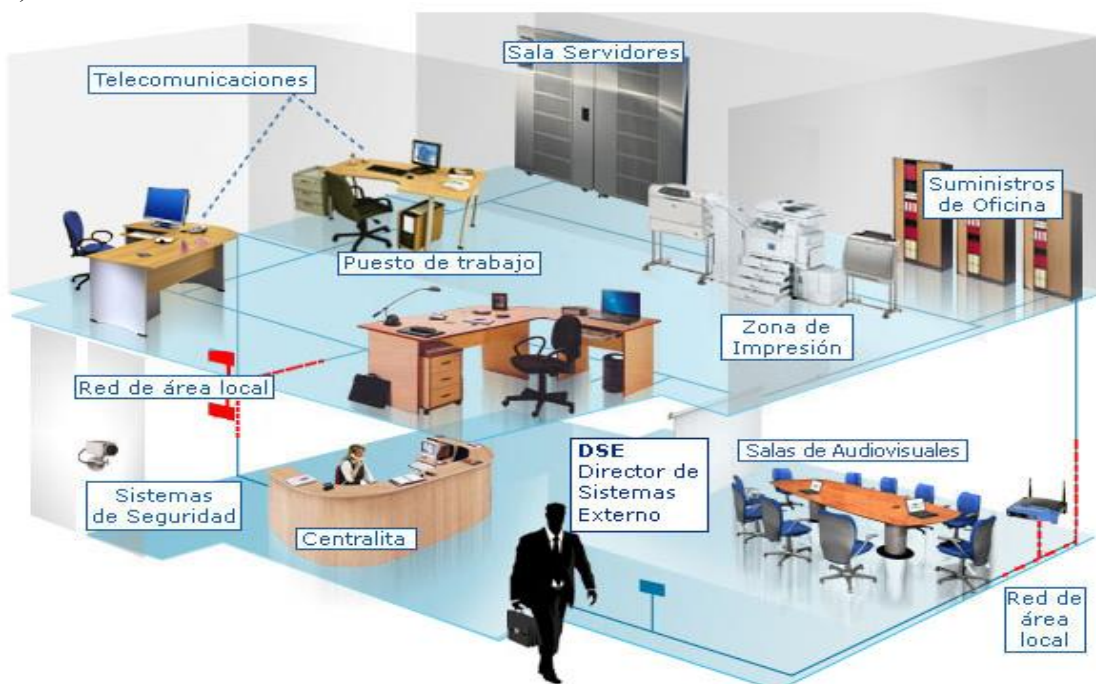 )
Sala Servidores
Telecomunicaciones
Suministros
de Oficina
Puesto de trabajo
Zona de
Impresión
Red de área local
DSE
Director de
Sistemas
Externo
Salas de Audiovisuales
Sistemas
de Seguridad
Centralita
Red de
área
local